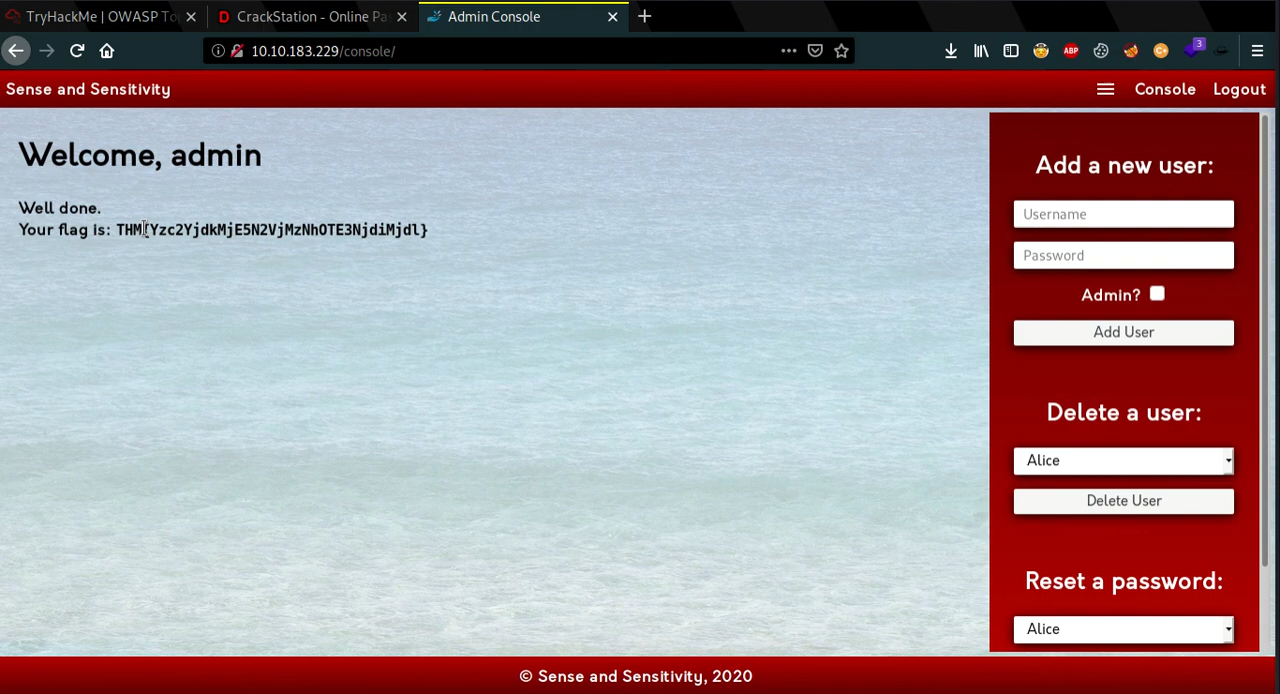 TryHackMe | OWASP To
CrackStation - Online Pa
Admin Console
10.10.183.229/console/
ABP
3
Sense and Sensitivity
Console
Logout
Welcome, admin
Well done.
Your flag is: THM{Yzc2YjdkMjE5N2VjMzNhOTE3NjdiMjdl}
Add a new user:
Username
Password
Admin?
Add User
Delete a user:
Alice
Delete User
Reset a password:
Alice
© Sense and Sensitivity, 2020